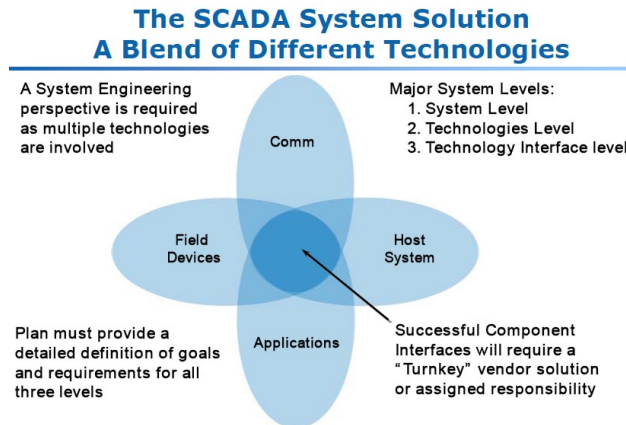 The SCADA System Solution
A Blend of Different Technologies
A System Engineering
perspective is required
as multiple technologies
are involved
Major System Levels:
1. System Level
2. Technologies Level
3. Technology Interface level
Comm
Field
Devices
Host
System
Applications
Plan must provide a
detailed definition of goals
and requirements for all
three levels
Successful Component
Interfaces will require a
“Turnkey” vendor solution
or assigned responsibility